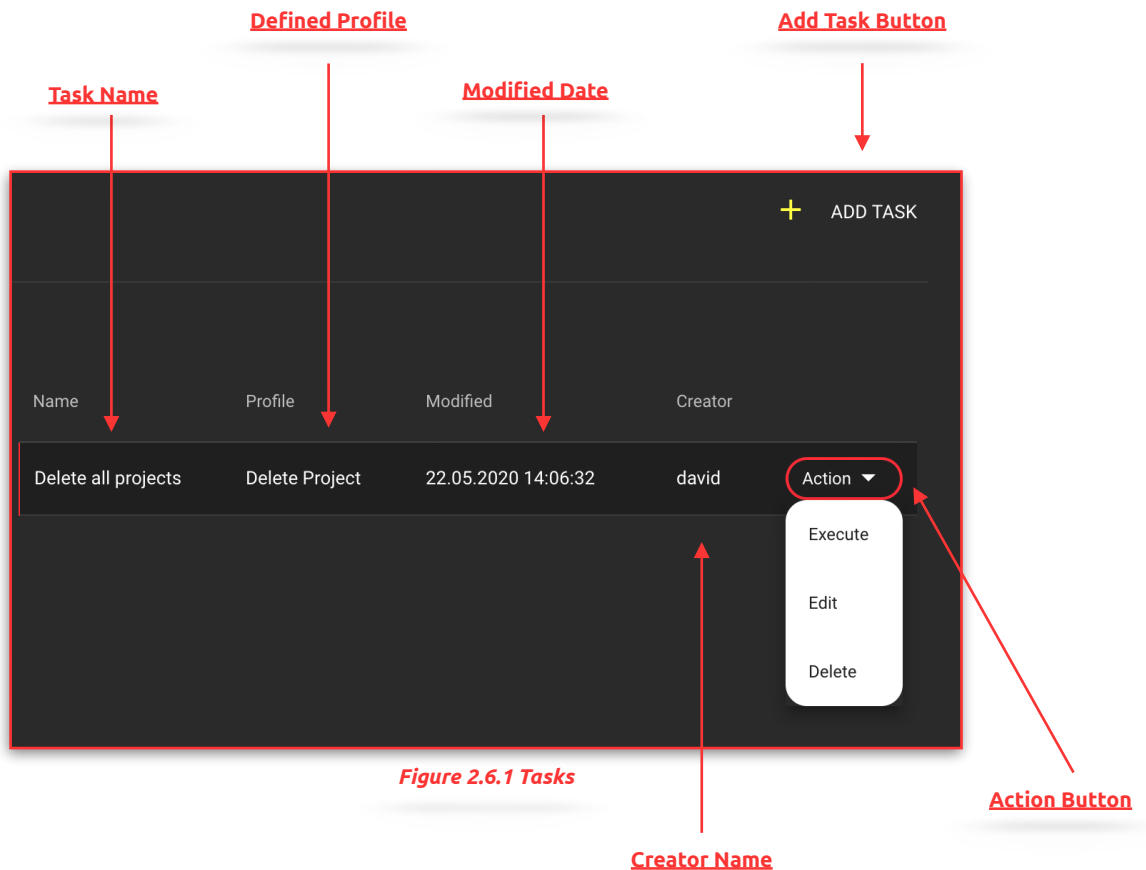 Defined Profile
Add Task Button
Task Name
Modified Date
+ ADD TASK
Name Profile Modified Creator
Delete all projects Delete Project 22.05.2020 14:06:32 david Action
Execute
Edit
Delete
Figure 2.6.1 Tasks
Action Button
Creator Name